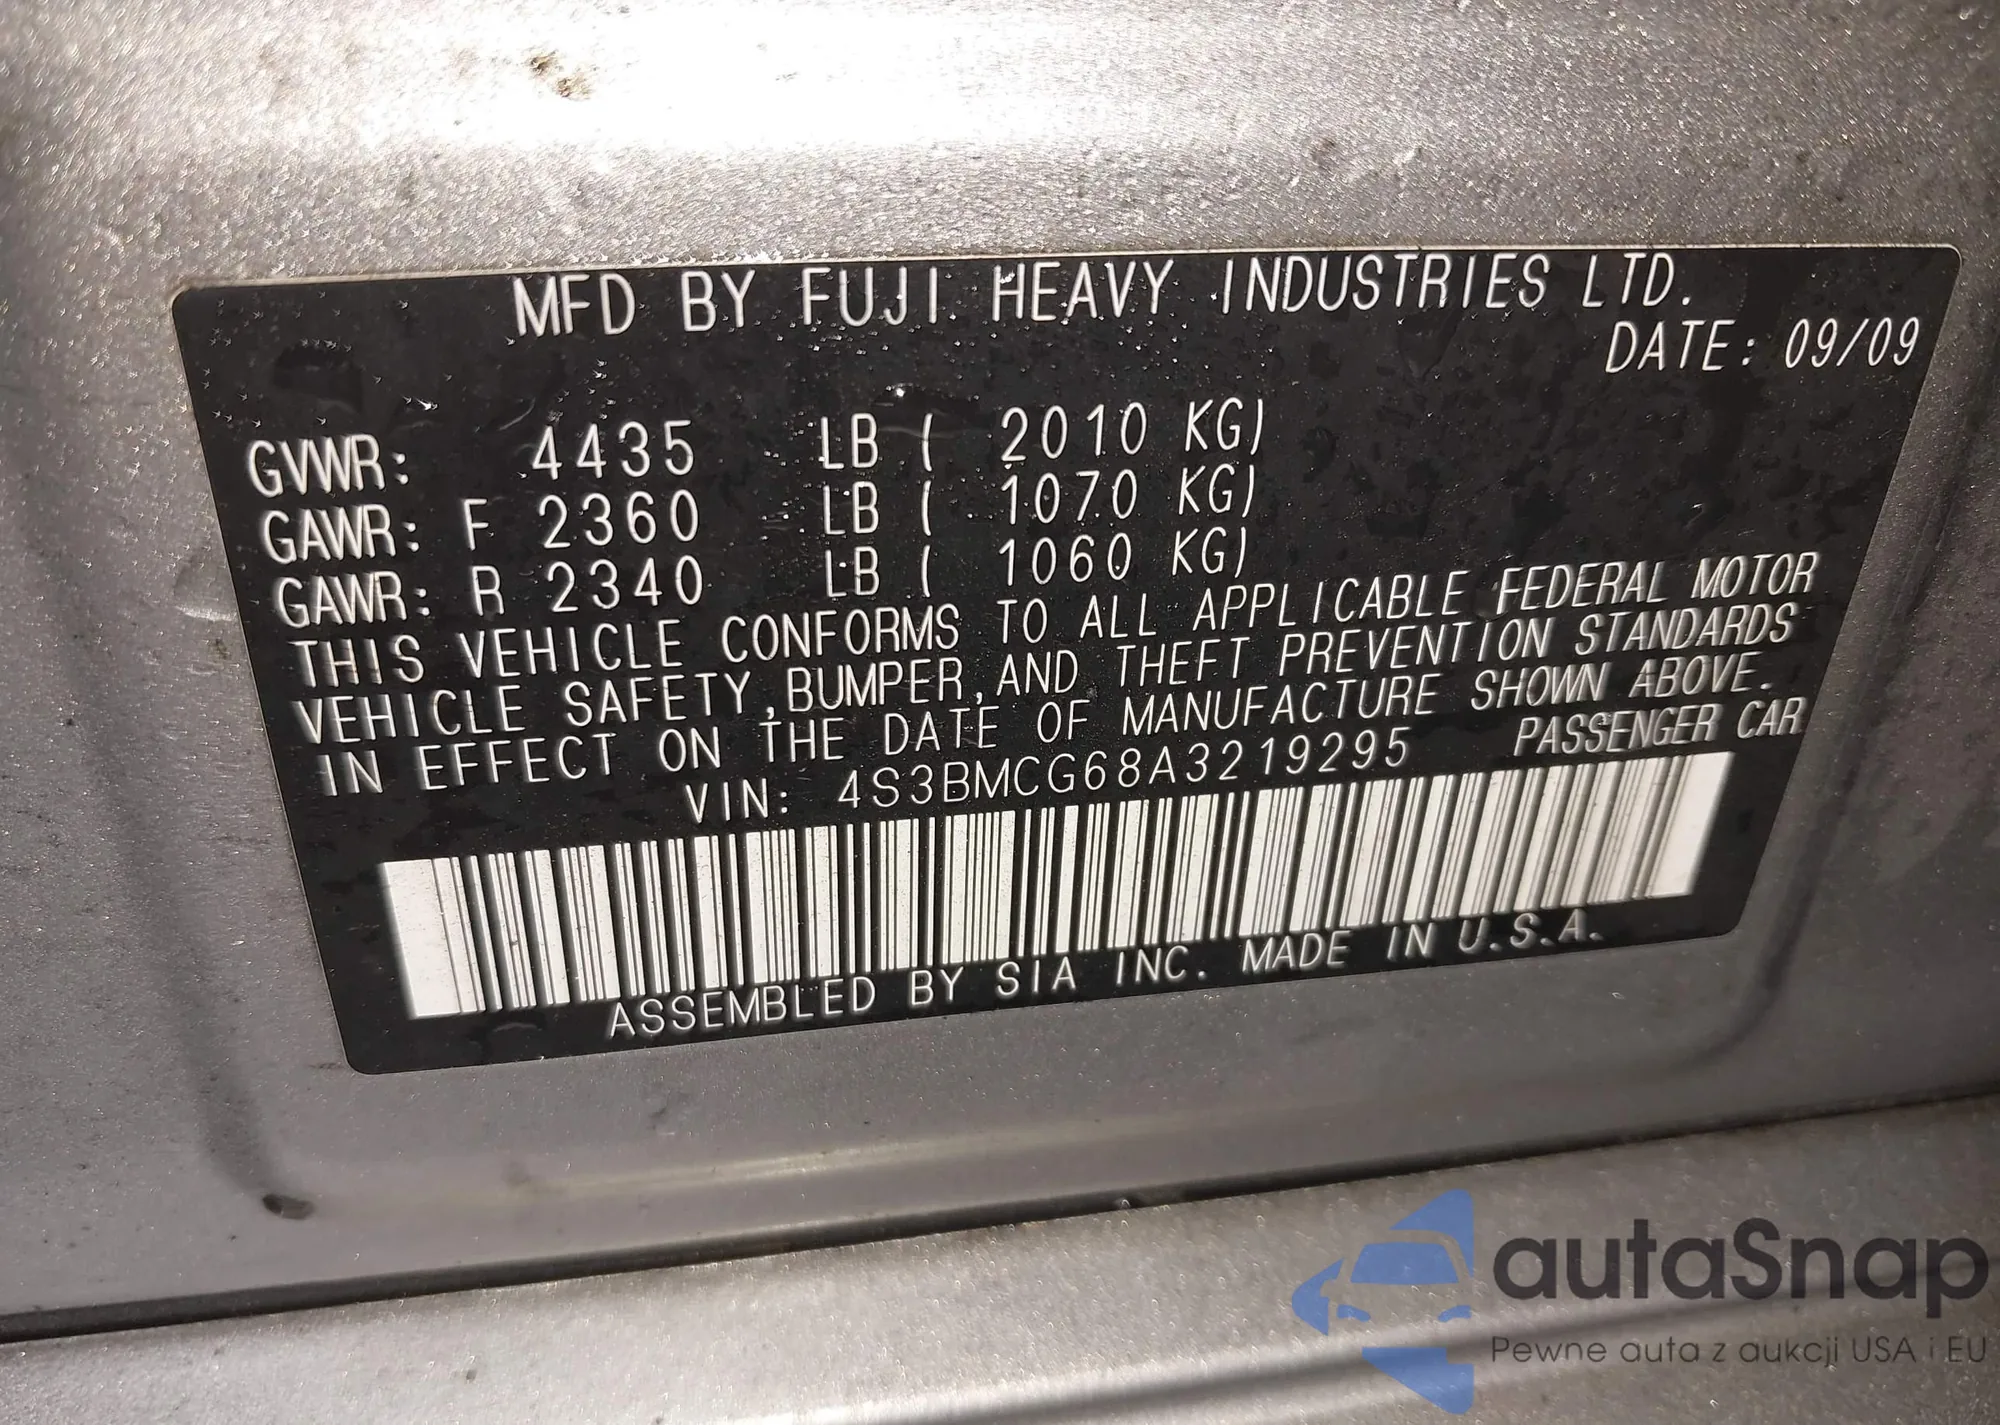 MFD BY FUJI HEAVY INDUSTRIES LTD.
DATE: 09/09
GVWR: 4435 LB ( 2010 KG)
GAWR: F 2360 LB ( 1070 KG)
GAWR: R 2340 LB ( 1060 KG)
THIS VEHICLE CONFORMS TO ALL APPLICABLE FEDERAL MOTOR
VEHICLE SAFETY,BUMPER,AND THEFT PREVENTION STANDARDS
IN EFFECT ON THE DATE OF MANUFACTURE SHOWN ABOVE.
VIN: 4S3BMCG68A3219295 PASSENGER CAR
ASSEMBLED BY SIA INC. MADE IN U.S.A.
autaSnap
Pewne auta z aukcji USA i EU